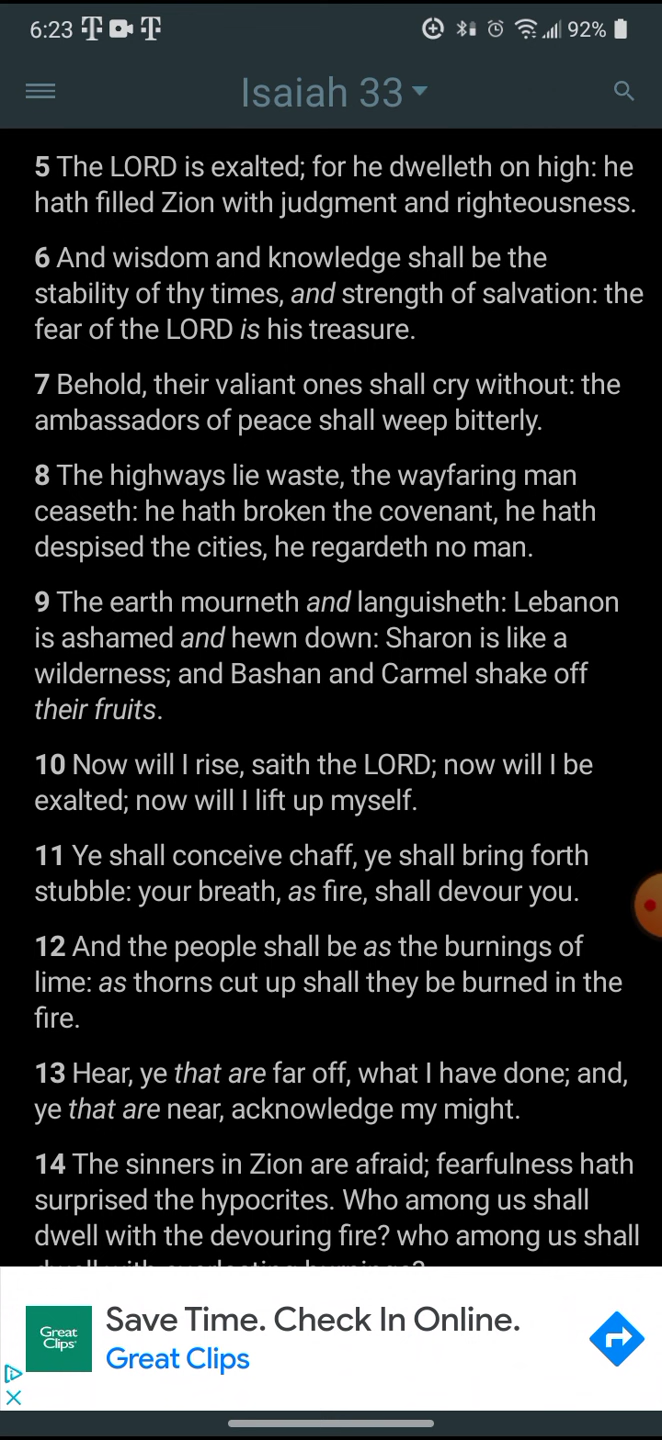 6:23
92%
Isaiah 33
5 The LORD is exalted; for he dwelleth on high: he
hath filled Zion with judgment and righteousness.
6 And wisdom and knowledge shall be the
stability of thy times, and strength of salvation: the
fear of the LORD is his treasure.
7 Behold, their valiant ones shall cry without: the
ambassadors of peace shall weep bitterly.
8 The highways lie waste, the wayfaring man
ceaseth: he hath broken the covenant, he hath
despised the cities, he regardeth no man.
9 The earth mourneth and languisheth: Lebanon
is ashamed and hewn down: Sharon is like a
wilderness; and Bashan and Carmel shake off
their fruits.
10 Now will I rise, saith the LORD; now will I be
exalted; now will I lift up myself.
11 Ye shall conceive chaff, ye shall bring forth
stubble: your breath, as fire, shall devour you.
12 And the people shall be as the burnings of
lime: as thorns cut up shall they be burned in the
fire.
13 Hear, ye that are far off, what I have done; and,
ye that are near, acknowledge my might.
14 The sinners in Zion are afraid; fearfulness hath
surprised the hypocrites. Who among us shall
dwell with the devouring fire? who among us shall
Great
Clips
Save Time. Check In Online.
Great Clips